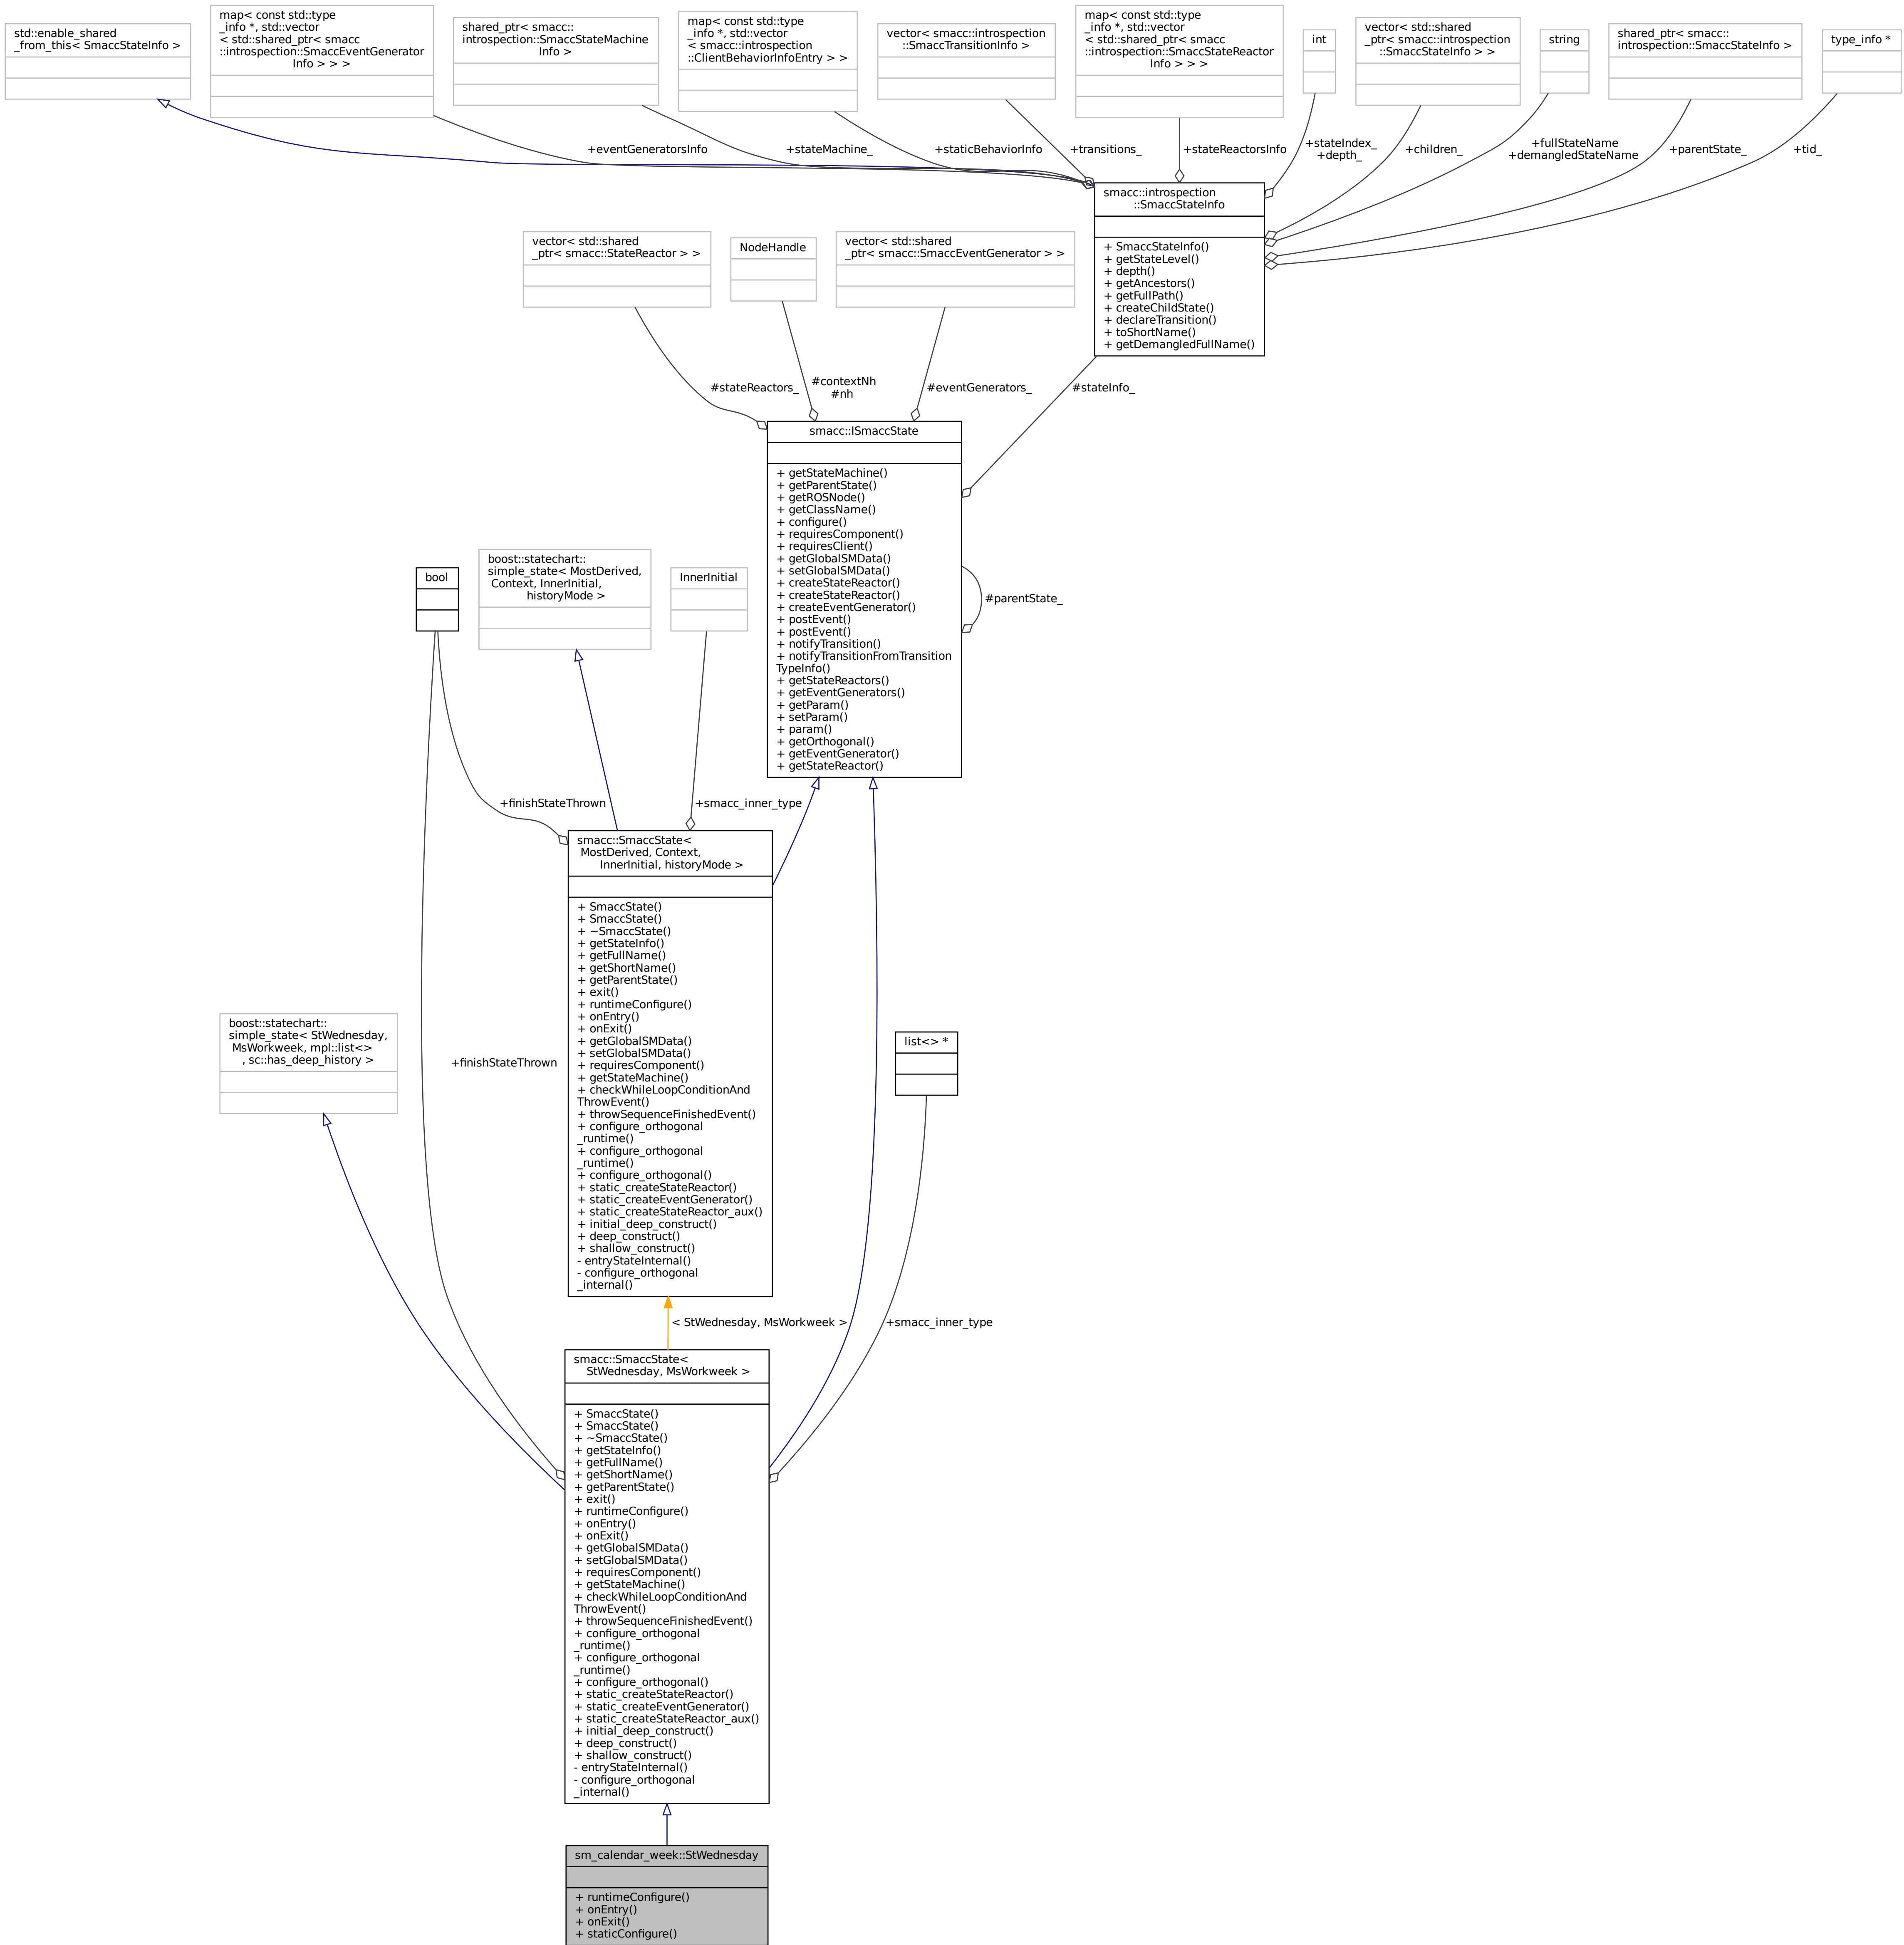 std::enable_shared
_from_this< SmaccStateInfo >
map< const std::type
_info *, std::vector
< std::shared_ptr< smacc
::introspection::SmaccEventGenerator
Info > > >
shared_ptr< smacc::
introspection::SmaccStateMachine
Info >
map< const std::type
_info *, std::vector
< smacc::introspection
::ClientBehaviorInfoEntry > >
vector< smacc::introspection
::SmaccTransitionInfo >
map< const std::type
_info *, std::vector
< std::shared_ptr< smacc
::introspection::SmaccStateReactor
Info > > >
int
vector< std::shared
_ptr< smacc::introspection
::SmaccStateInfo > >
string
shared_ptr< smacc::
introspection::SmaccStateInfo >
type_info *
+eventGeneratorsInfo
+stateMachine_
+staticBehaviorInfo
+transitions_
+stateReactorsInfo
+stateIndex_
+depth_
+children_
+fullStateName
+demangledStateName
+parentState_
+tid_
smacc::introspection
::SmaccStateInfo
+ SmaccStateInfo()
+ getStateLevel()
+ depth()
+ getAncestors()
+ getFullPath()
+ createChildState()
+ declareTransition()
+ toShortName()
+ getDemangledFullName()
vector< std::shared
_ptr< smacc::StateReactor > >
NodeHandle
vector< std::shared
_ptr< smacc::SmaccEventGenerator > >
#stateReactors_
#contextNh
#nh
#eventGenerators_
#stateInfo_
smacc::ISmaccState
+ getStateMachine()
+ getParentState()
+ getROSNode()
+ getClassName()
+ configure()
+ requiresComponent()
+ requiresClient()
+ getGlobalSMData()
+ setGlobalSMData()
+ createStateReactor()
+ createStateReactor()
+ createEventGenerator()
+ postEvent()
+ postEvent()
+ notifyTransition()
+ notifyTransitionFromTransition
TypeInfo()
+ getStateReactors()
+ getEventGenerators()
+ getParam()
+ setParam()
+ param()
+ getOrthogonal()
+ getEventGenerator()
+ getStateReactor()
#parentState_
bool
boost::statechart::
simple_state< MostDerived,
Context, InnerInitial,
historyMode >
InnerInitial
+finishStateThrown
+smacc_inner_type
smacc::SmaccState<
MostDerived, Context,
InnerInitial, historyMode >
+ SmaccState()
+ SmaccState()
+ ~SmaccState()
+ getStateInfo()
+ getFullName()
+ getShortName()
+ getParentState()
+ exit()
+ runtimeConfigure()
+ onEntry()
+ onExit()
+ getGlobalSMData()
+ setGlobalSMData()
+ requiresComponent()
+ getStateMachine()
+ checkWhileLoopConditionAnd
ThrowEvent()
+ throwSequenceFinishedEvent()
+ configure_orthogonal
_runtime()
+ configure_orthogonal
_runtime()
+ configure_orthogonal()
+ static_createStateReactor()
+ static_createEventGenerator()
+ static_createStateReactor_aux()
+ initial_deep_construct()
+ deep_construct()
+ shallow_construct()
- entryStateInternal()
- configure_orthogonal
_internal()
boost::statechart::
simple_state< StWednesday,
MsWorkweek, mpl::list<>
, sc::has_deep_history >
+finishStateThrown
list<> *
< StWednesday, MsWorkweek >
+smacc_inner_type
smacc::SmaccState<
StWednesday, MsWorkweek >
+ SmaccState()
+ SmaccState()
+ ~SmaccState()
+ getStateInfo()
+ getFullName()
+ getShortName()
+ getParentState()
+ exit()
+ runtimeConfigure()
+ onEntry()
+ onExit()
+ getGlobalSMData()
+ setGlobalSMData()
+ requiresComponent()
+ getStateMachine()
+ checkWhileLoopConditionAnd
ThrowEvent()
+ throwSequenceFinishedEvent()
+ configure_orthogonal
_runtime()
+ configure_orthogonal
_runtime()
+ configure_orthogonal()
+ static_createStateReactor()
+ static_createEventGenerator()
+ static_createStateReactor_aux()
+ initial_deep_construct()
+ deep_construct()
+ shallow_construct()
- entryStateInternal()
- configure_orthogonal
_internal()
sm_calendar_week::StWednesday
+ runtimeConfigure()
+ onEntry()
+ onExit()
+ staticConfigure()